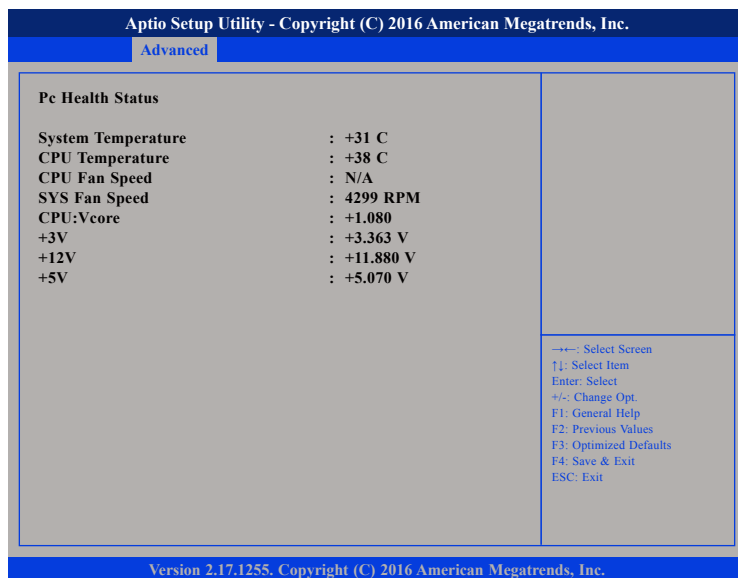 Aptio Setup Utility - Copyright (C) 2016 American Megatrends, Inc.
Advanced
Pc Health Status
System Temperature : +31 C
CPU Temperature : +38 C
CPU Fan Speed : N/A
SYS Fan Speed : 4299 RPM
CPU:Vcore : +1.080
+3V : +3.363 V
+12V : +11.880 V
+5V : +5.070 V
→←: Select Screen
↑↓: Select Item
Enter: Select
+/-: Change Opt.
F1: General Help
F2: Previous Values
F3: Optimized Defaults
F4: Save & Exit
ESC: Exit
Version 2.17.1255. Copyright (C) 2016 American Megatrends, Inc.